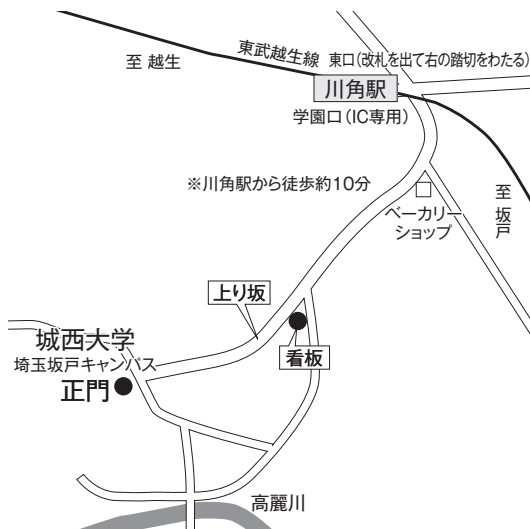 東武越生線
東口(改札を出て右の踏切をわたる)
至 越生
川角駅
学園口(IC専用)
※川角駅から徒歩約10分
至 坂戸
ベーカリー
ショップ
上り坂
城西大学
埼玉坂戸キャンパス
看板
正門
高麗川